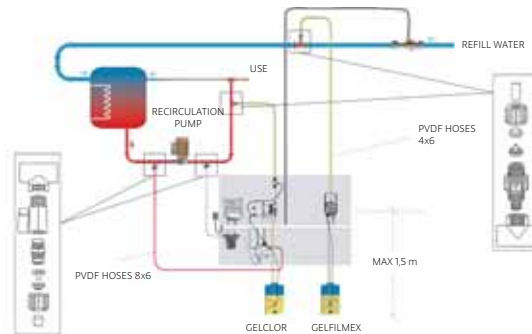 REFILL WATER
USE
RECIRCULATION
PUMP
PVDF HOSES
4x6
MAX 1,5 m
PVDF HOSES 8x6
GELCLOR
GELFILMEX